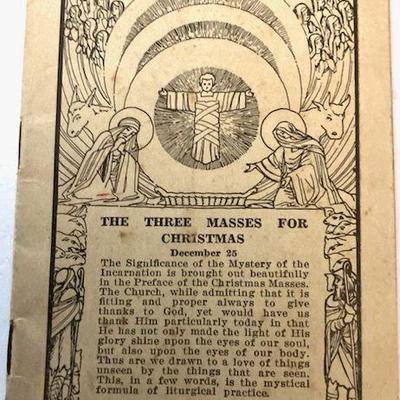 THE THREE MASSES FOR
CHRISTMAS
December 25
The Significance of the Mystery of the
Incarnation is brought out beautifully
in the Preface of the Christmas Masses.
The Church, while admitting that it is
fitting and proper always to give
thanks to God, yet would have us
thank Him particularly today in that
He has not only made the light of His
glory shine upon the eyes of our soul,
but also upon the eyes of our body.
Thus are we drawn to a love of things
unseen by the things that are seen.
This, in a few words, is the mystical
formula of liturgical practice.